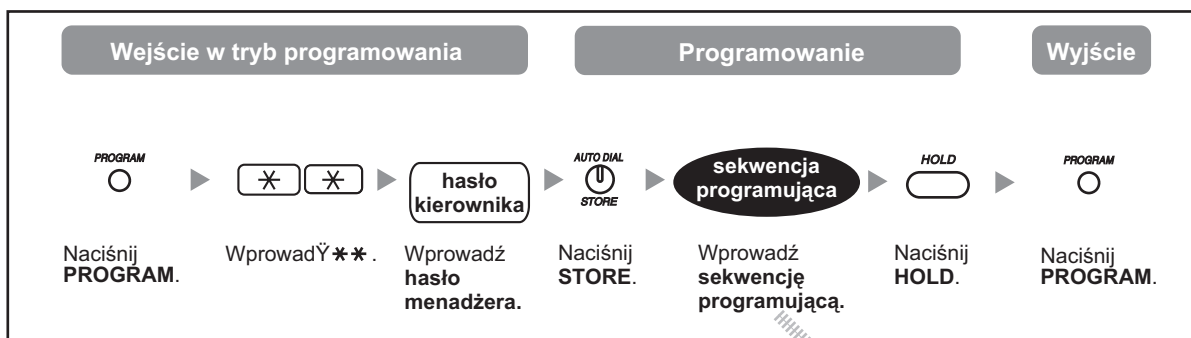 Wejście w tryb programowania
Programowanie
Wyjście
PROGRAM
AUTO DIAL
STORE
HOLD
PROGRAM
hasło
kierownika
sekwencja
programująca
Naciśnij
PROGRAM.
WprowadŸ ** .
Wprowadź
hasło
menadżera.
Naciśnij
STORE.
Wprowadź
sekwencję
programującą.
Naciśnij
HOLD.
Naciśnij
PROGRAM.